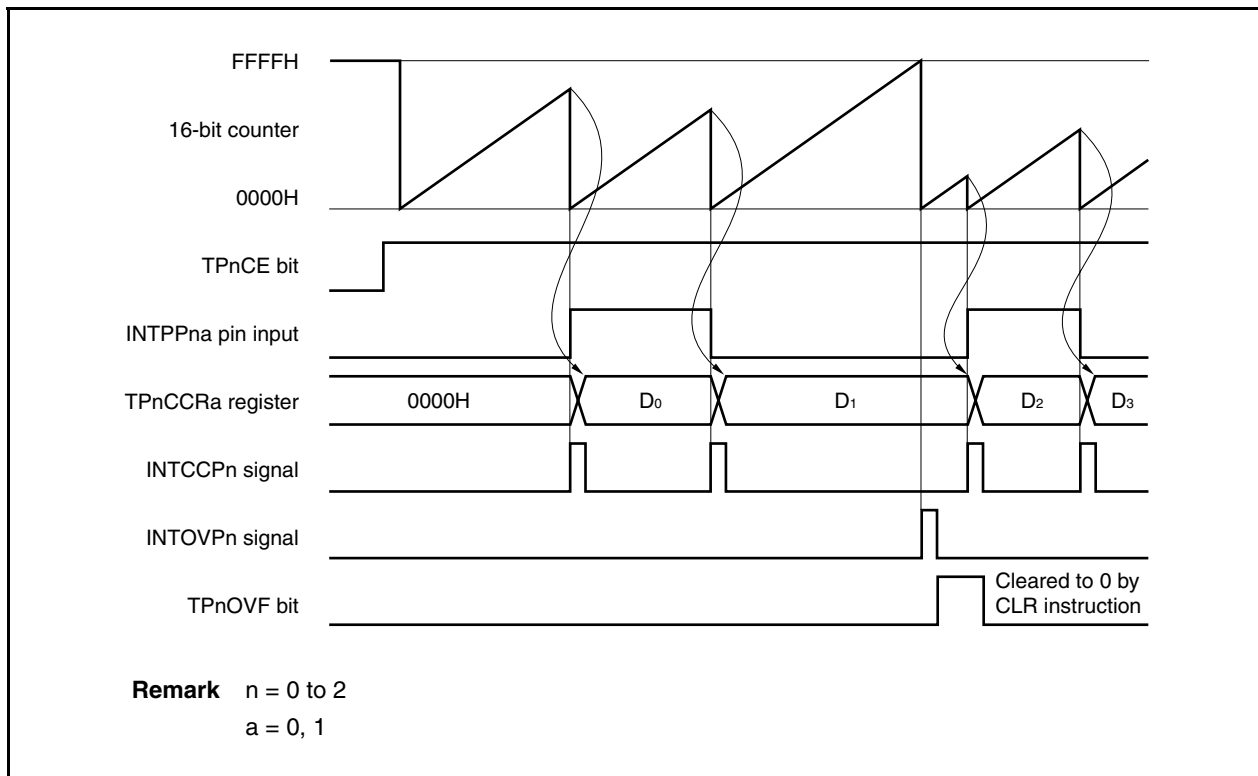 FFFFH
16-bit counter
0000H
TPnCE bit
INTPPna pin input
TPnCCRa register
0000H D0 D1 D2 D3
INTCCPn signal
INTOVPn signal
TPnOVF bit
Cleared to 0 by
CLR instruction
Remark n = 0 to 2
a = 0, 1